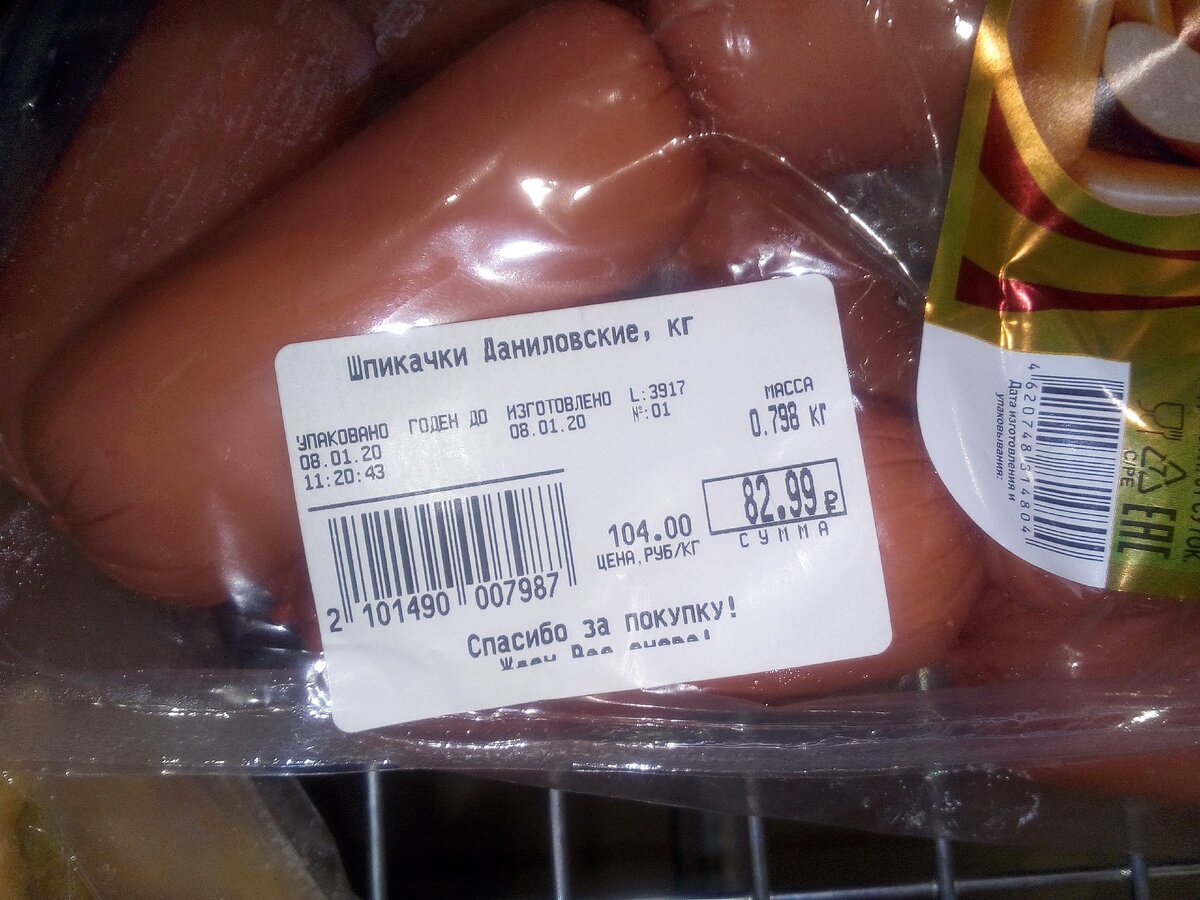 Шпикачки Даниловские, кг
УПАКОВАНО ГОДЕН ДО ИЗГОТОВЛЕНО L:3917 МАССА
08.01.20 08.01.20 №:01 0.798 КГ
11:20:43
104.00 82.99 ₽
ЦЕНА,РУБ/КГ СУММА
2 101490 007987
Спасибо за покупку!
4620748314804
Дата изготовления и
упаковывания:
C/PE
EAC